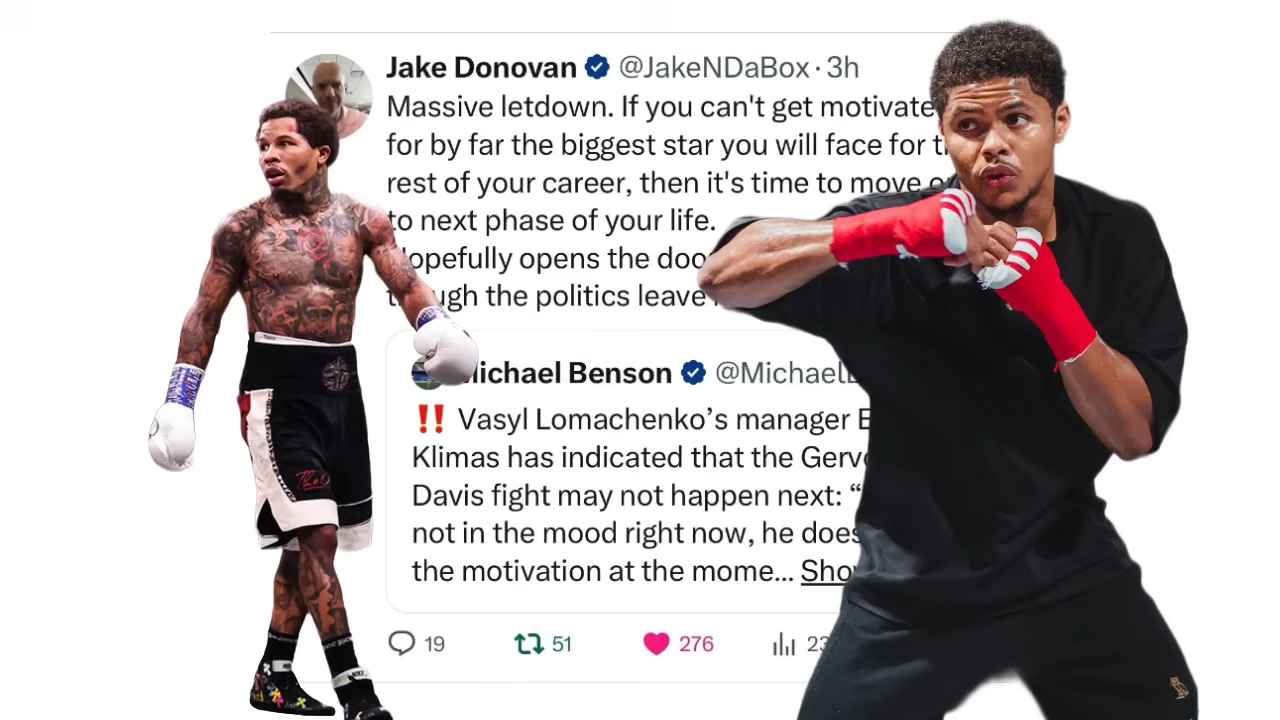 Jake Donovan @JakeNDaBox · 3h
Massive letdown. If you can't get motivate
for by far the biggest star you will face for
rest of your career, then it's time to move
to next phase of your life.
opefully opens the doo
ugh the politics leave
ichael Benson @Michael
‼️ Vasyl Lomachenko’s manager E
Klimas has indicated that the Gerv
Davis fight may not happen next: “
not in the mood right now, he does
the motivation at the mome... Sho
19 51 276 23